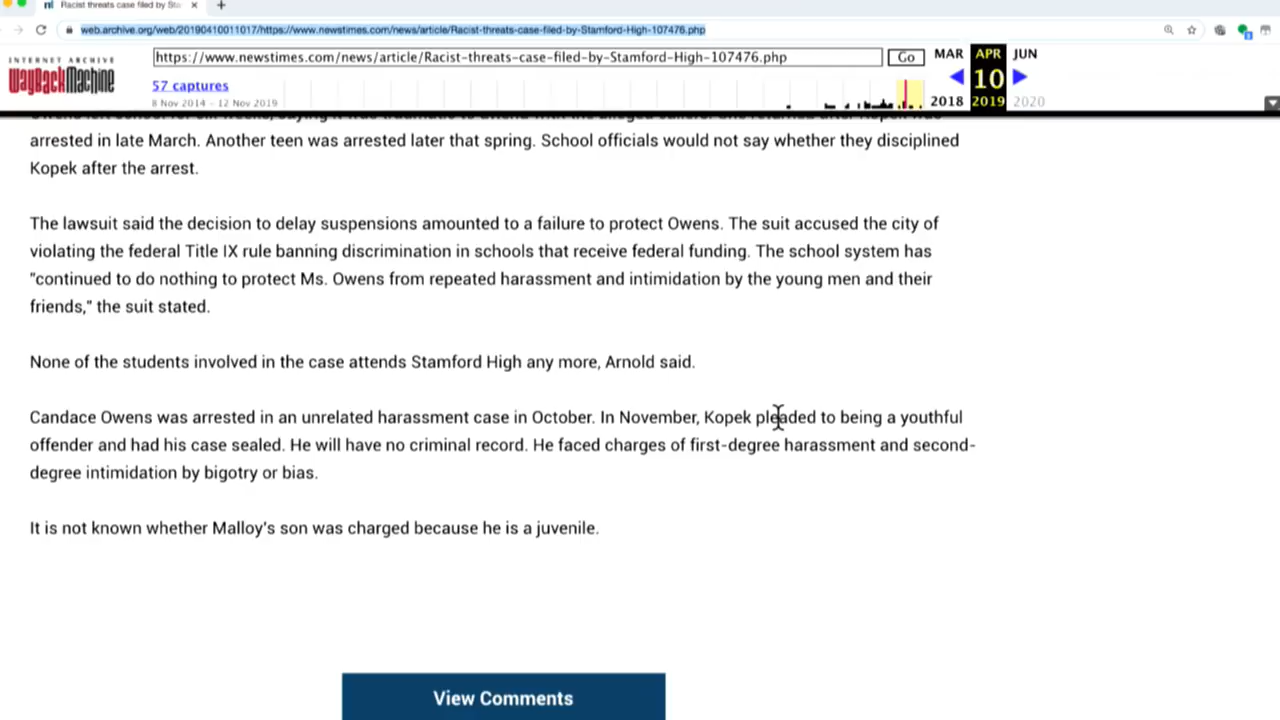 Racist threats case filed by Sta
web.archive.org/web/20190410011017/https://www.newstimes.com/news/article/Racist-threats-case-filed-by-Stamford-High-107476.php
INTERNET ARCHIVE
WayBackMachine
https://www.newstimes.com/news/article/Racist-threats-case-filed-by-Stamford-High-107476.php
Go
MAR APR JUN
57 captures
10
8 Nov 2014 - 12 Nov 2019
2018 2019 2020
arrested in late March. Another teen was arrested later that spring. School officials would not say whether they disciplined
Kopek after the arrest.
The lawsuit said the decision to delay suspensions amounted to a failure to protect Owens. The suit accused the city of
violating the federal Title IX rule banning discrimination in schools that receive federal funding. The school system has
"continued to do nothing to protect Ms. Owens from repeated harassment and intimidation by the young men and their
friends," the suit stated.
None of the students involved in the case attends Stamford High any more, Arnold said.
Candace Owens was arrested in an unrelated harassment case in October. In November, Kopek pleaded to being a youthful
offender and had his case sealed. He will have no criminal record. He faced charges of first-degree harassment and second-
degree intimidation by bigotry or bias.
It is not known whether Malloy's son was charged because he is a juvenile.
View Comments